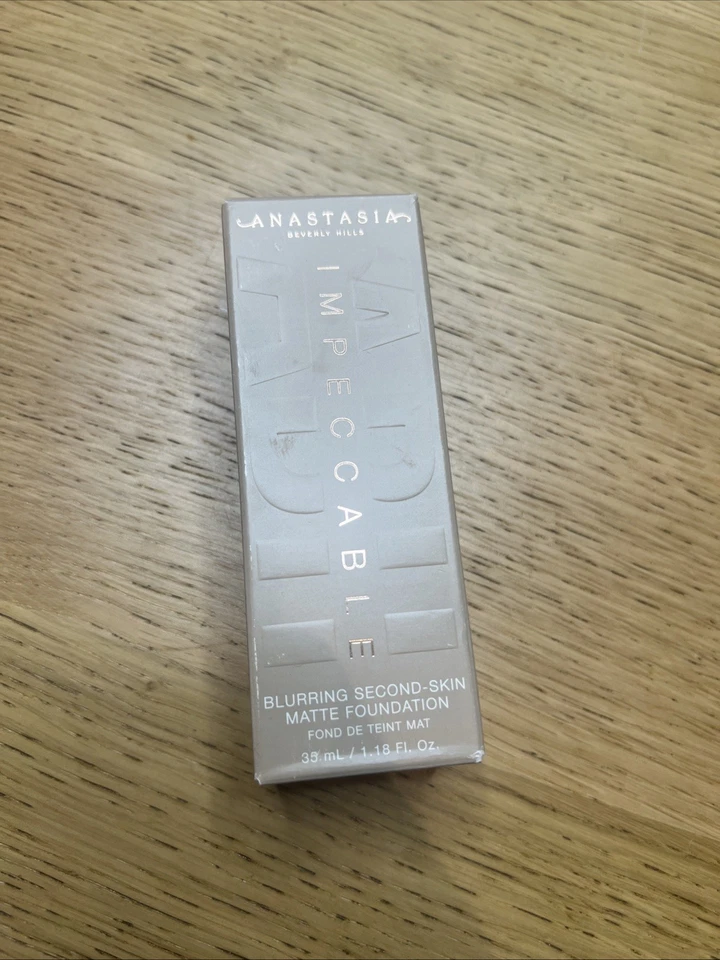 ANASTASIA
BEVERLY HILLS
IMPECCABLE
BLURRING SECOND-SKIN
MATTE FOUNDATION
FOND DE TEINT MAT
35 mL / 1.18 Fl. Oz.